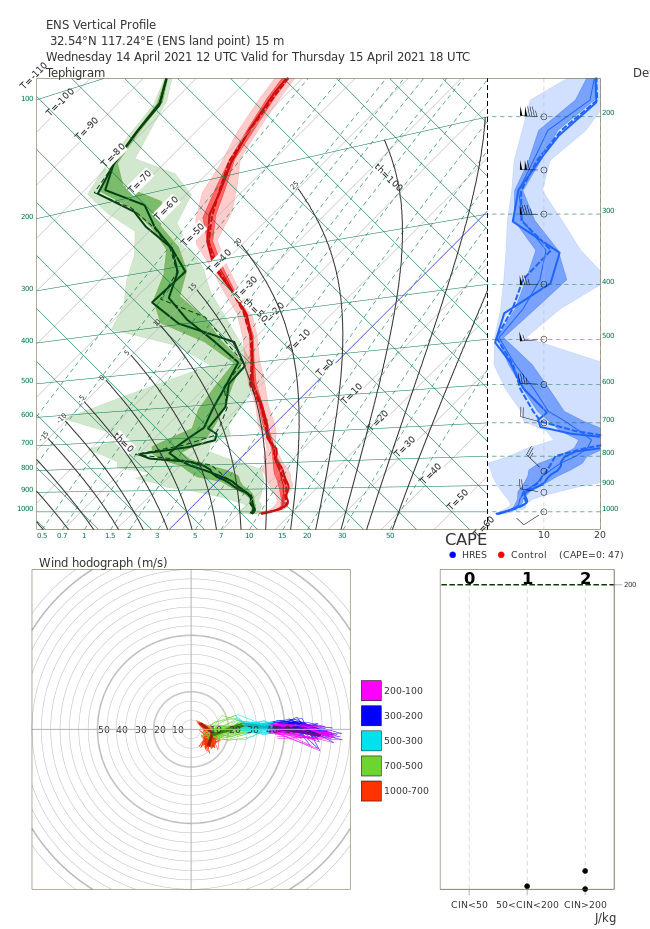 ENS Vertical Profile
32.54°N 117.24°E (ENS land point) 15 m
Wednesday 14 April 2021 12 UTC Valid for Thursday 15 April 2021 18 UTC
Tephigram
De
T=-110
T=-100
T=-90
T=-80
T=-70
T=-60
T=-50
T=-40
T=-30
T=-20
T=-10
T=0
T=10
T=20
T=30
T=40
T=50
th=100
th=0
25
20
15
10
5
100
200
300
400
500
600
700
800
900
1000
200
300
400
500
600
700
800
900
1000
0.5 0.7 1 1.5 2 3 5 7 10 15 20 30 50
10 20
CAPE
HRES Control (CAPE=0: 47)
Wind hodograph (m/s)
0 1 2
200
50 40 30 20 10 10 20 30 40
200-100
300-200
500-300
700-500
1000-700
CIN<50 50<CIN<200 CIN>200
J/kg